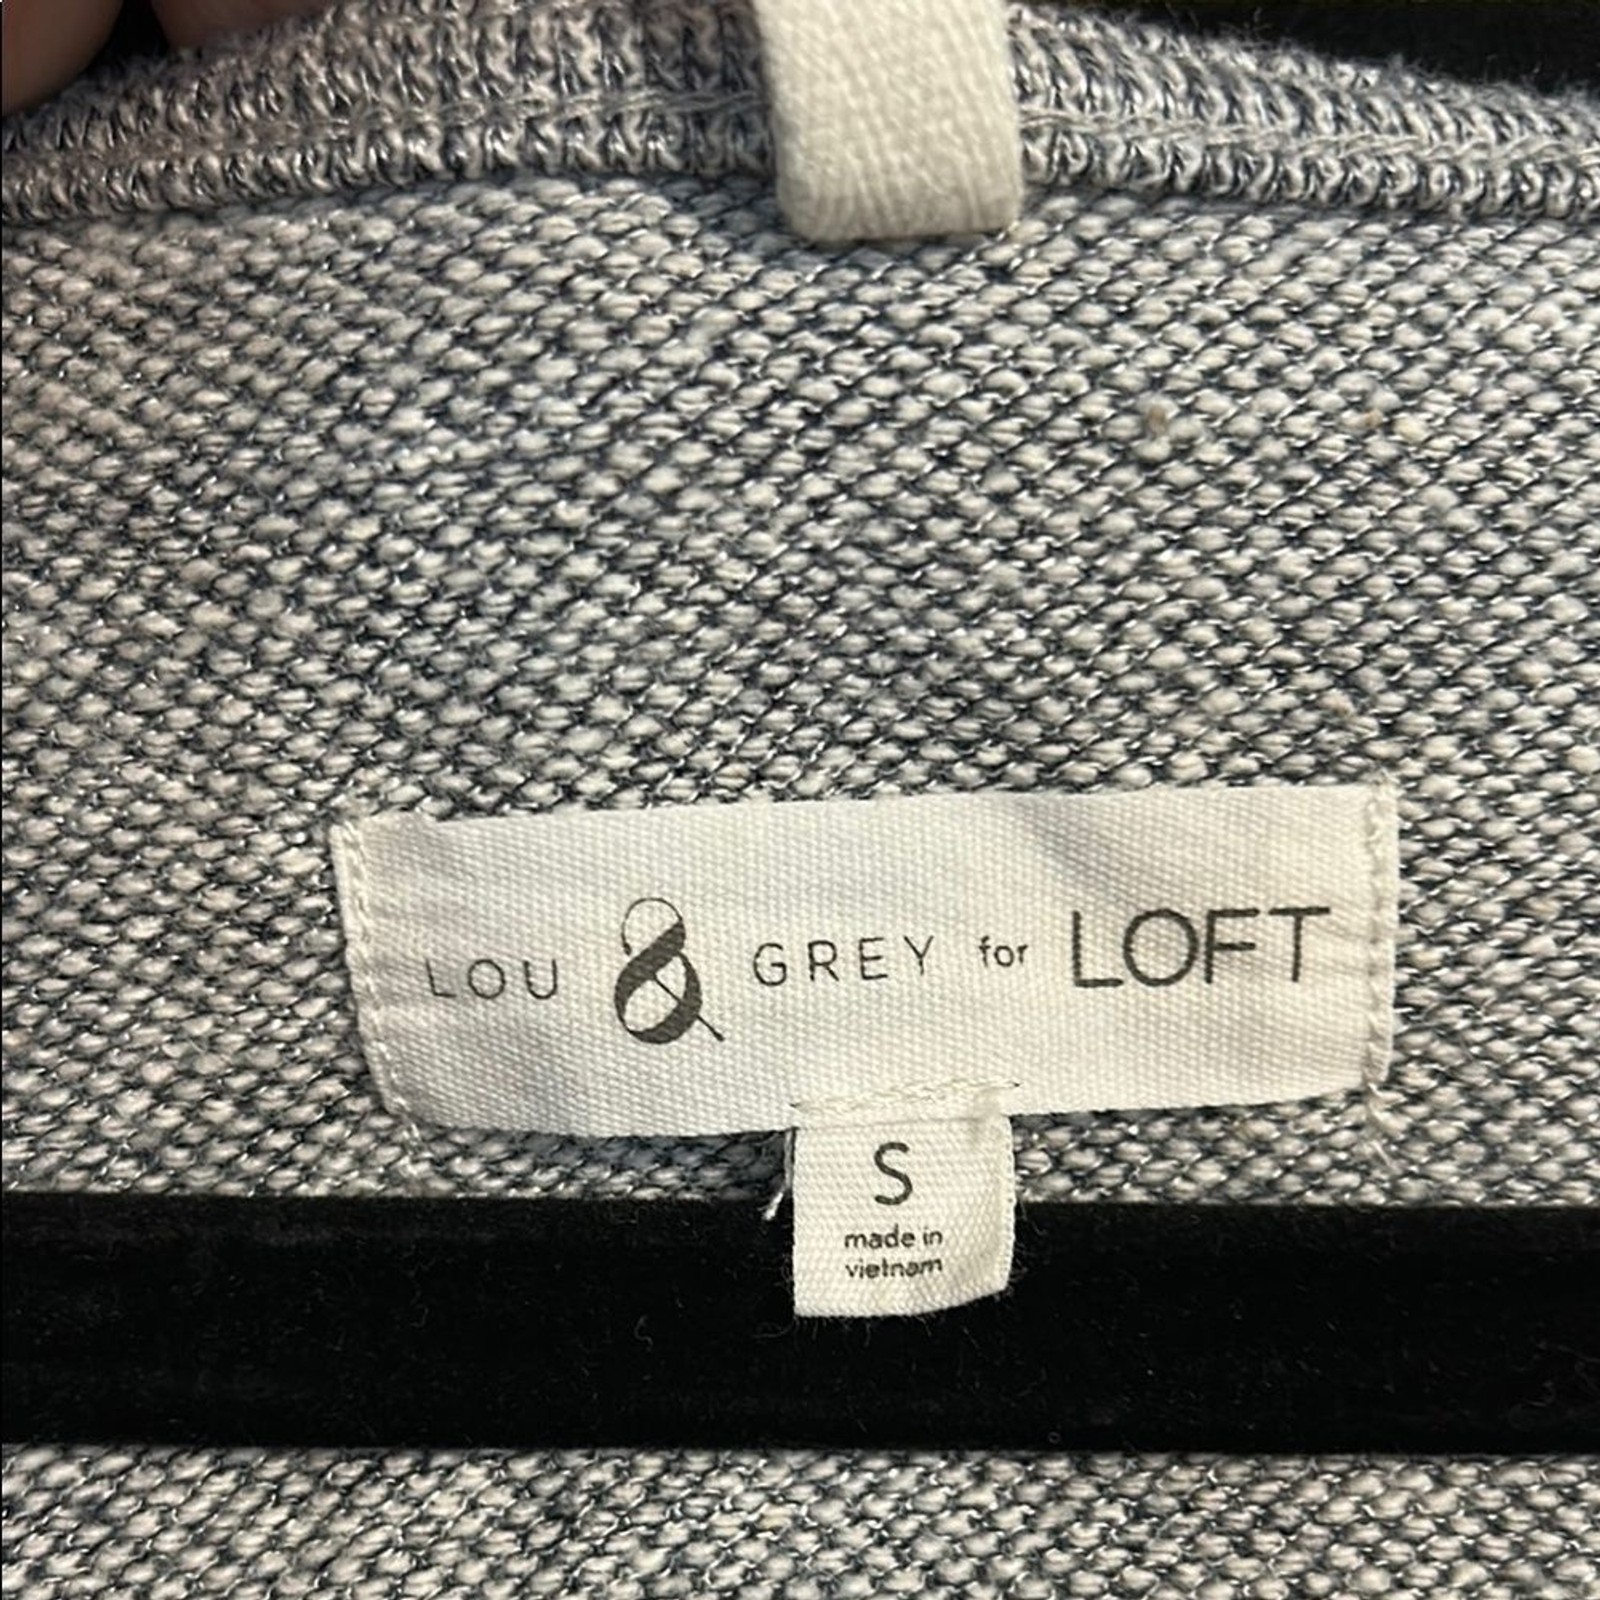 LOU & GREY for LOFT
S
made in
vietnam